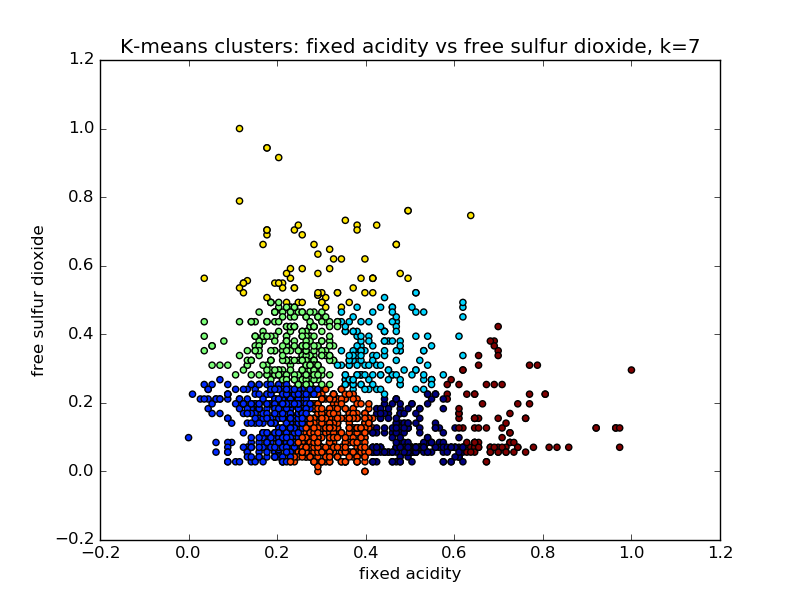 K-means clusters: fixed acidity vs free sulfur dioxide, k=7
1.2
1.0
0.8
0.6
0.4
0.2
0.0
−0.2
free sulfur dioxide
−0.2 0.0 0.2 0.4 0.6 0.8 1.0 1.2
fixed acidity